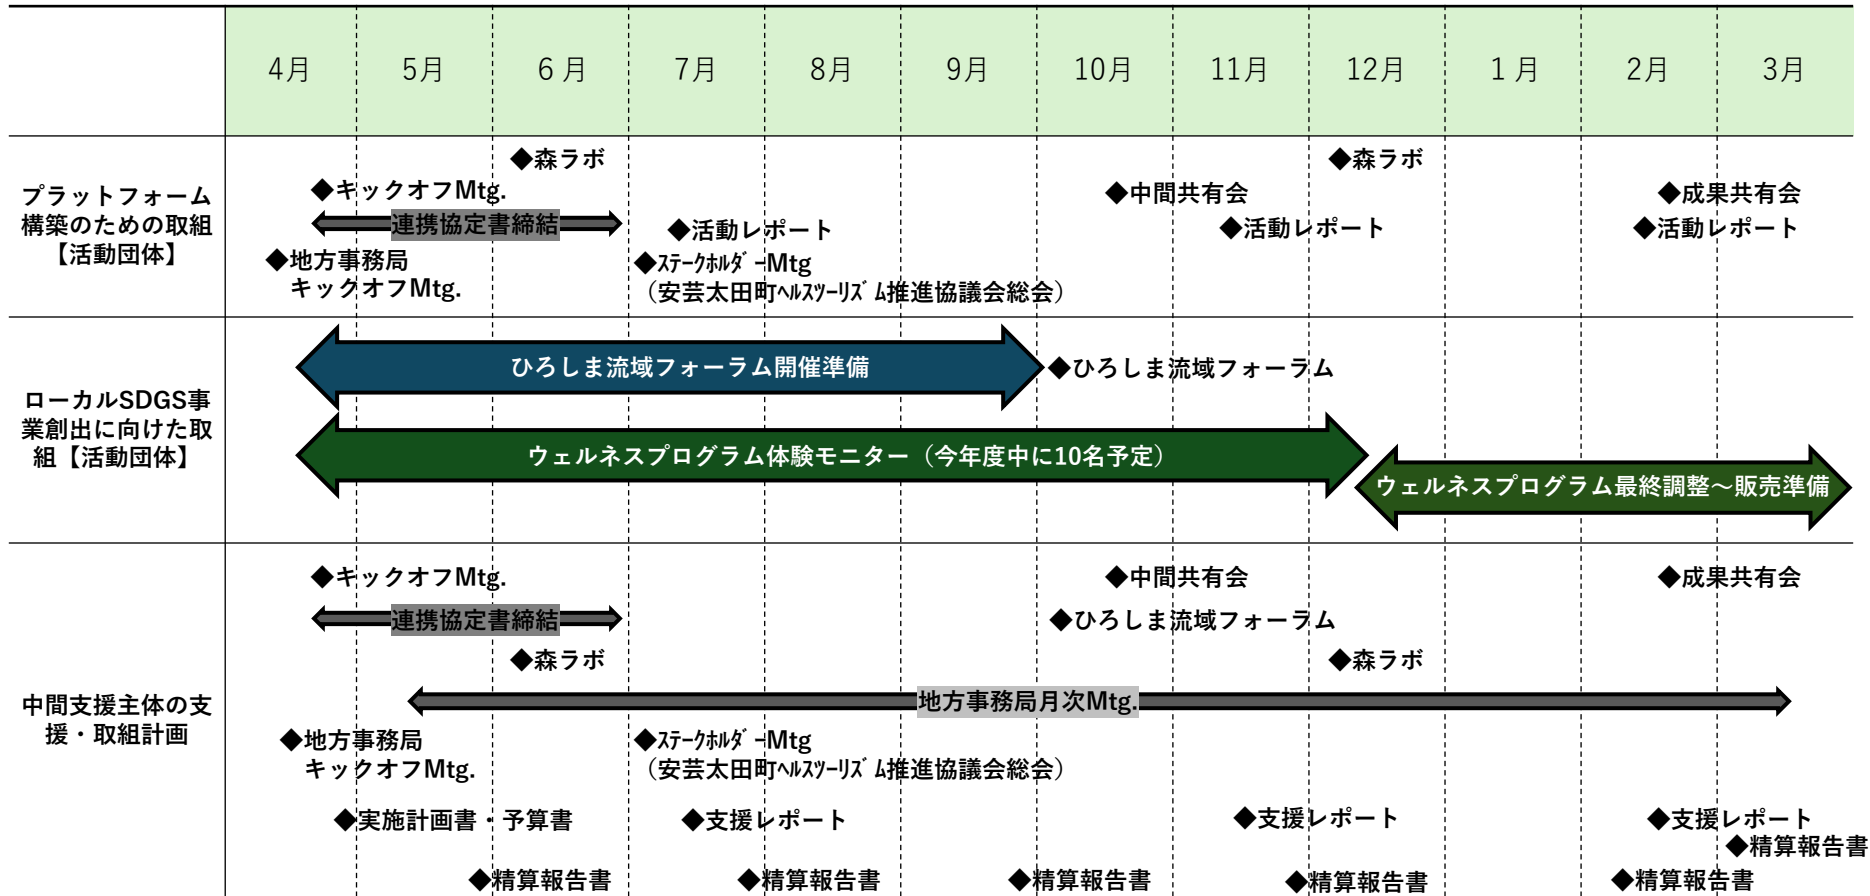 4月
5月
6 月
7月
8月
9月
10月
11月
12月
1 月
2月
3月
プラットフォーム
構築のための取組
【活動団体】
◆森ラボ
◆森ラボ
◆キックオフMtg.
◆中間共有会
◆成果共有会
連携協定書締結
◆活動レポート
◆活動レポート
◆活動レポート
◆地方事務局
キックオフMtg.
◆ｽﾃｰｸﾎﾙﾀﾞｰMtg
（安芸太田町ﾍﾙｽﾂｰﾘｽﾞﾑ推進協議会総会）
ローカルSDGS事
業創出に向けた取
組【活動団体】
ひろしま流域フォーラム開催準備
◆ひろしま流域フォーラム
ウェルネスプログラム体験モニター（今年度中に10名予定）
ウェルネスプログラム最終調整～販売準備
中間支援主体の支
援・取組計画
◆キックオフMtg.
◆中間共有会
◆成果共有会
連携協定書締結
◆ひろしま流域フォーラム
◆森ラボ
◆森ラボ
地方事務局月次Mtg.
◆地方事務局
キックオフMtg.
◆ｽﾃｰｸﾎﾙﾀﾞｰMtg
（安芸太田町ﾍﾙｽﾂｰﾘｽﾞﾑ推進協議会総会）
◆実施計画書・予算書
◆支援レポート
◆支援レポート
◆支援レポート
◆精算報告書
◆精算報告書
◆精算報告書
◆精算報告書
◆精算報告書
◆精算報告書